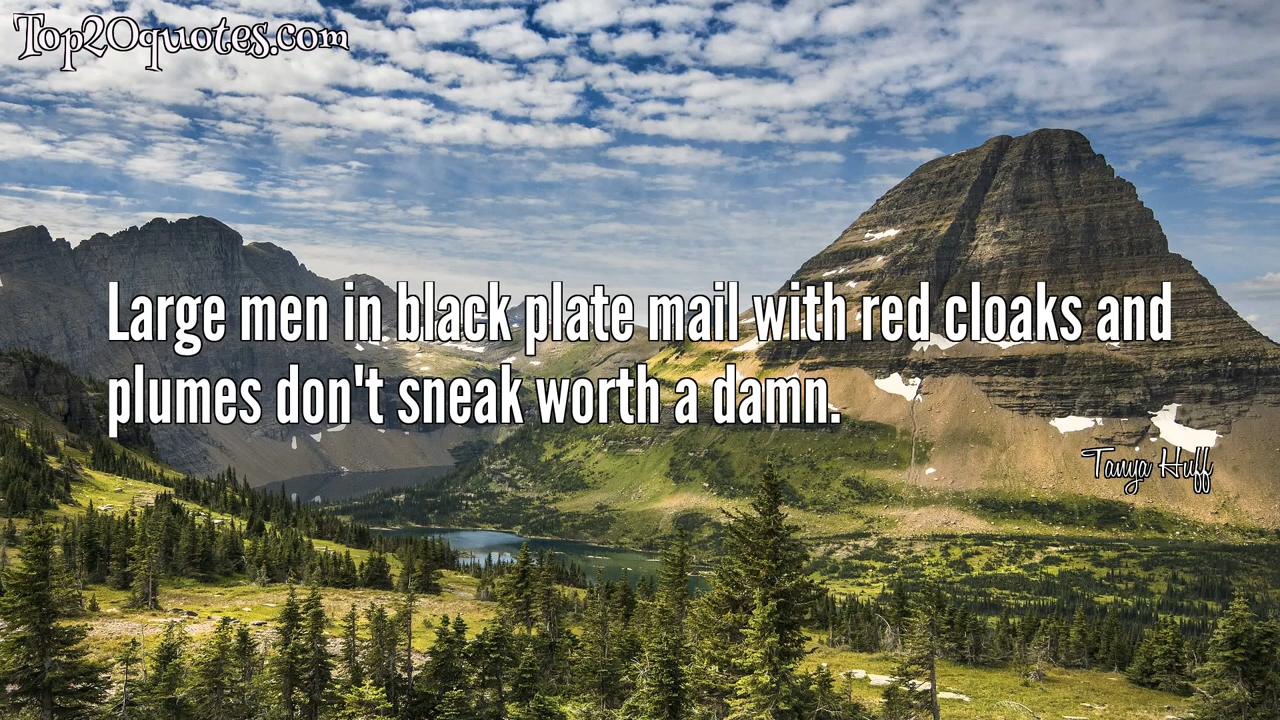 Top20quotes.com
Large men in black plate mail with red cloaks and
plumes don't sneak worth a damn.
Tanya Huff